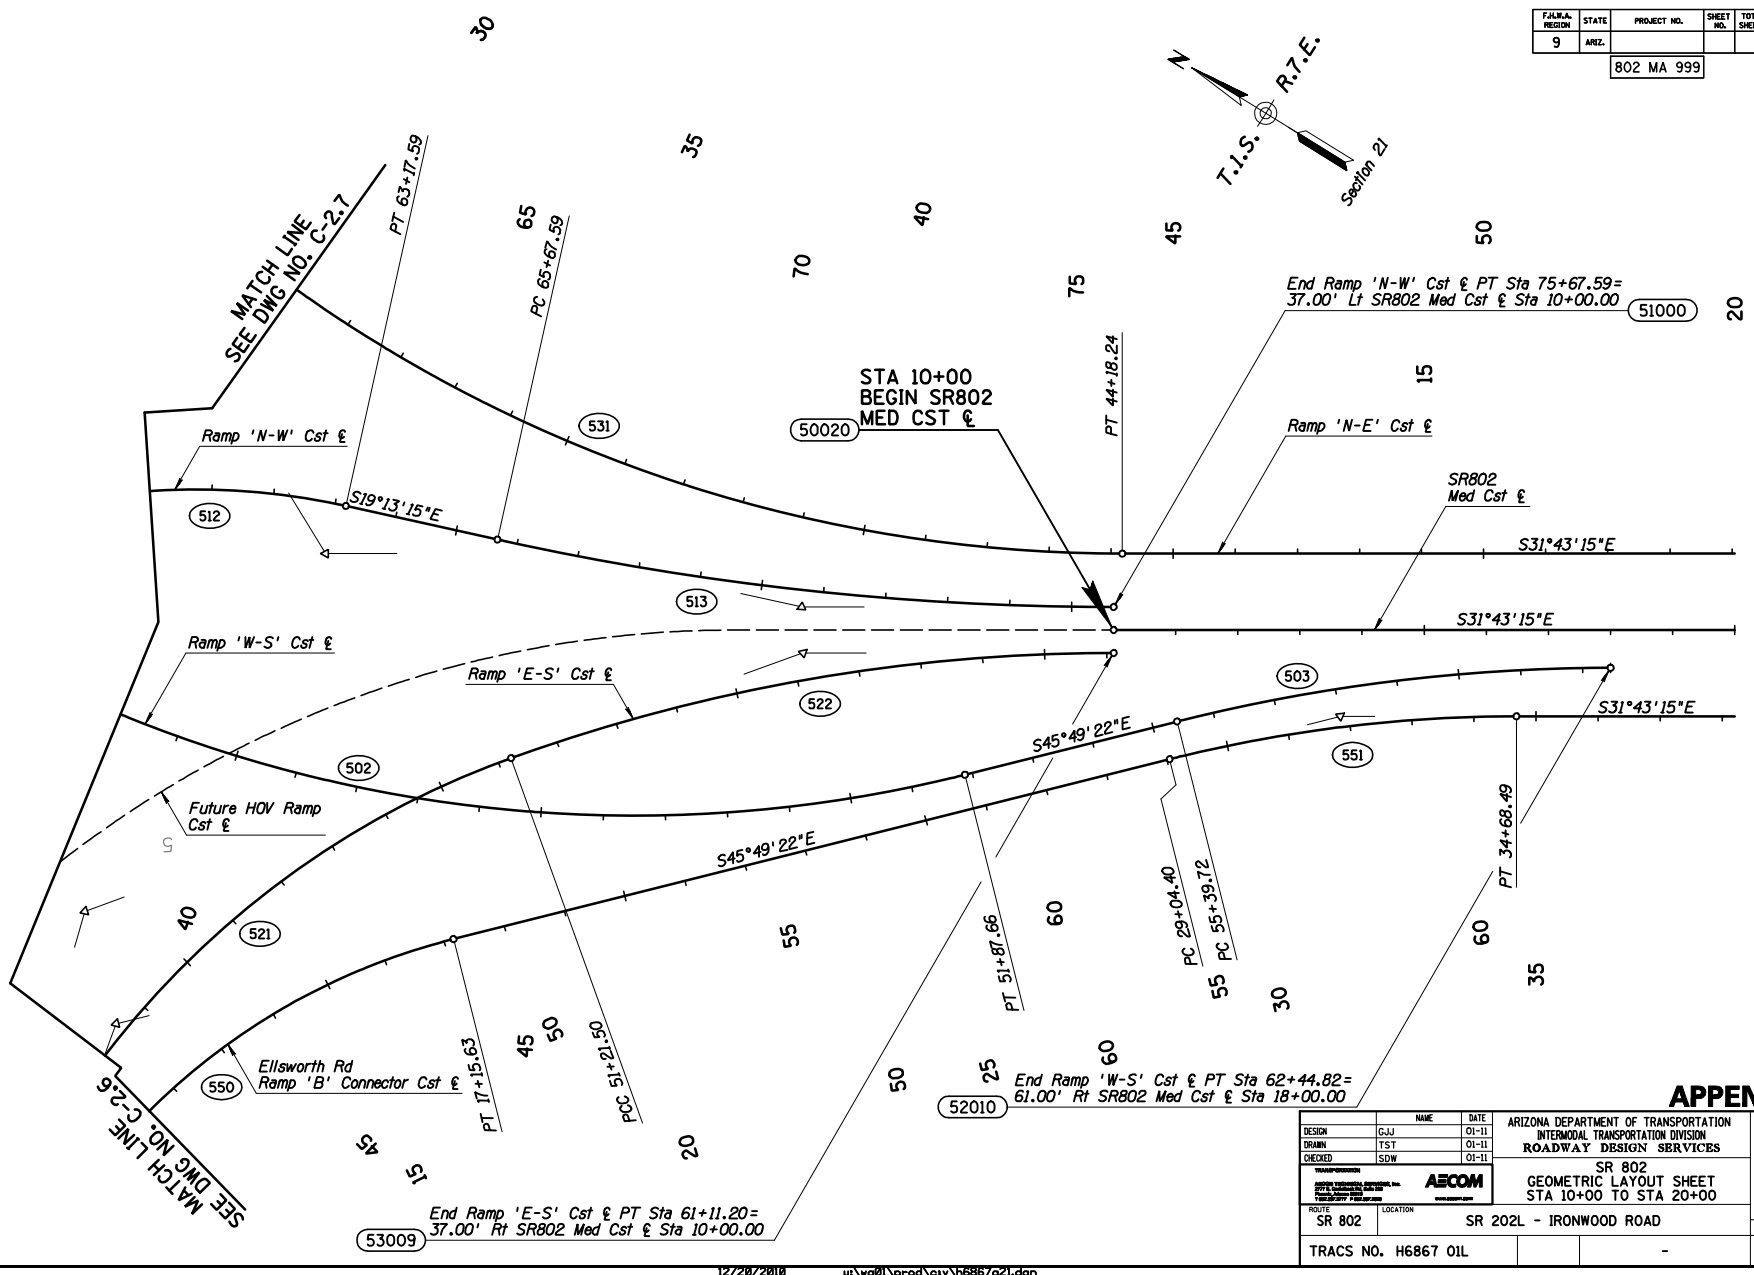 F.H.W.A. REGION
STATE
PROJECT NO.
SHEET NO.
9
ARIZ.
802 MA 999
30
35
40
45
50
20
65
70
75
15
N
R.7.E.
T.1.S.
Section 21
MATCH LINE
SEE DWG NO. C-2.7
PT 63+17.59
PC 65+67.59
PT 44+18.24
End Ramp 'N-W' Cst ℄ PT Sta 75+67.59=
37.00' Lt SR802 Med Cst ℄ Sta 10+00.00
51000
STA 10+00
BEGIN SR802
MED CST ℄
50020
531
Ramp 'N-W' Cst ℄
512
S19°13'15"E
513
Ramp 'N-E' Cst ℄
SR802
Med Cst ℄
S31°43'15"E
S31°43'15"E
Ramp 'W-S' Cst ℄
Ramp 'E-S' Cst ℄
522
503
S31°43'15"E
S45°49'22"E
551
502
Future HOV Ramp
Cst ℄
5
S45°49'22"E
PT 34+68.49
PC 29+04.40
PC 55+39.72
PT 51+87.66
40
521
55
60
60
55
30
35
Ellsworth Rd
Ramp 'B' Connector Cst ℄
550
PT 17+15.63
45
50
PCC 51+21.50
50
25
60
20
45
15
MATCH LINE
SEE DWG NO. C-2.6
End Ramp 'W-S' Cst ℄ PT Sta 62+44.82=
61.00' Rt SR802 Med Cst ℄ Sta 18+00.00
52010
End Ramp 'E-S' Cst ℄ PT Sta 61+11.20=
37.00' Rt SR802 Med Cst ℄ Sta 10+00.00
53009
APPEN
NAME DATE
DESIGN GJJ 01-11
DRAWN TST 01-11
CHECKED SDW 01-11
ARIZONA DEPARTMENT OF TRANSPORTATION
INTERMODAL TRANSPORTATION DIVISION
ROADWAY DESIGN SERVICES
TRANSPORTATION
AECOM
SR 802
GEOMETRIC LAYOUT SHEET
STA 10+00 TO STA 20+00
ROUTE
SR 802
LOCATION
SR 202L - IRONWOOD ROAD
TRACS NO. H6867 01L
-
12/20/2010